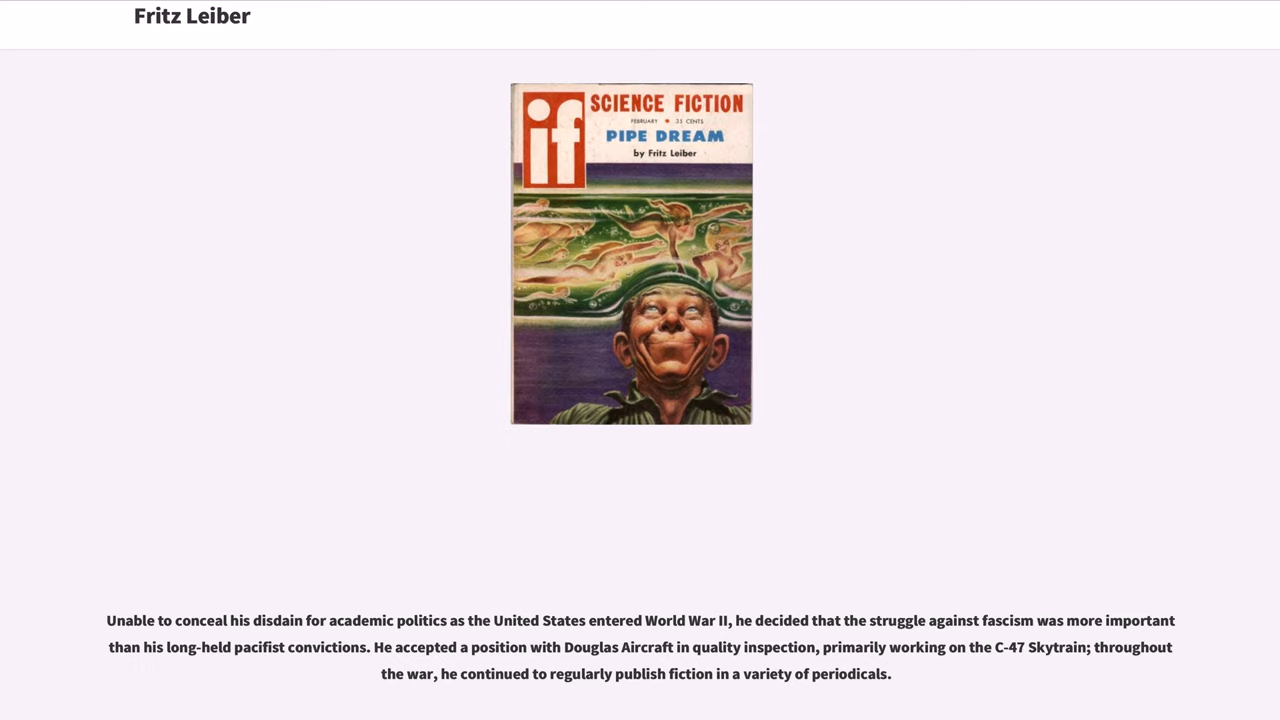 Fritz Leiber
if
SCIENCE FICTION
FEBRUARY • 35 CENTS
PIPE DREAM
by Fritz Leiber
Unable to conceal his disdain for academic politics as the United States entered World War II, he decided that the struggle against fascism was more important
than his long-held pacifist convictions. He accepted a position with Douglas Aircraft in quality inspection, primarily working on the C-47 Skytrain; throughout
the war, he continued to regularly publish fiction in a variety of periodicals.